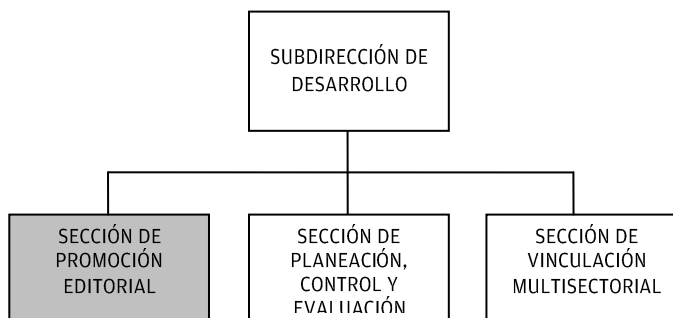 SUBDIRECCIÓN DE
DESARROLLO
SECCIÓN DE
PROMOCIÓN
EDITORIAL
SECCIÓN DE
PLANEACIÓN,
CONTROL Y
EVALUACIÓN
SECCIÓN DE
VINCULACIÓN
MULTISECTORIAL